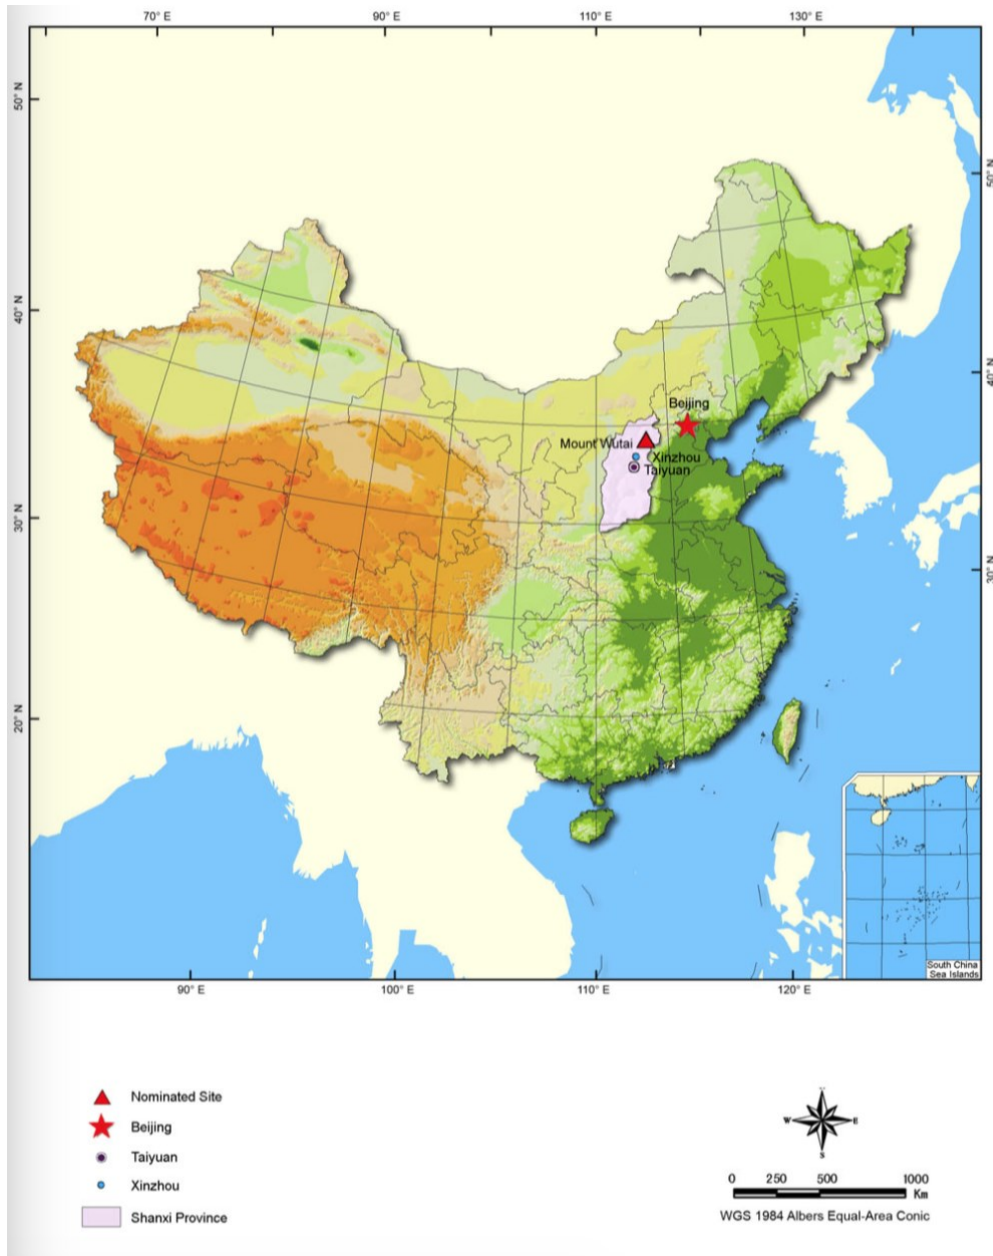 70° E 90° E 110° E 130° E
50° N
50° N
40° N
40° N
30° N
30° N
20° N
Beijing
Mount Wutai
Xinzhou
Taiyuan
South China
Sea Islands
90° E 100° E 110° E 120° E
Nominated Site
Beijing
Taiyuan
Xinzhou
Shanxi Province
W E
S
0 250 500 1000
Km
WGS 1984 Albers Equal-Area Conic